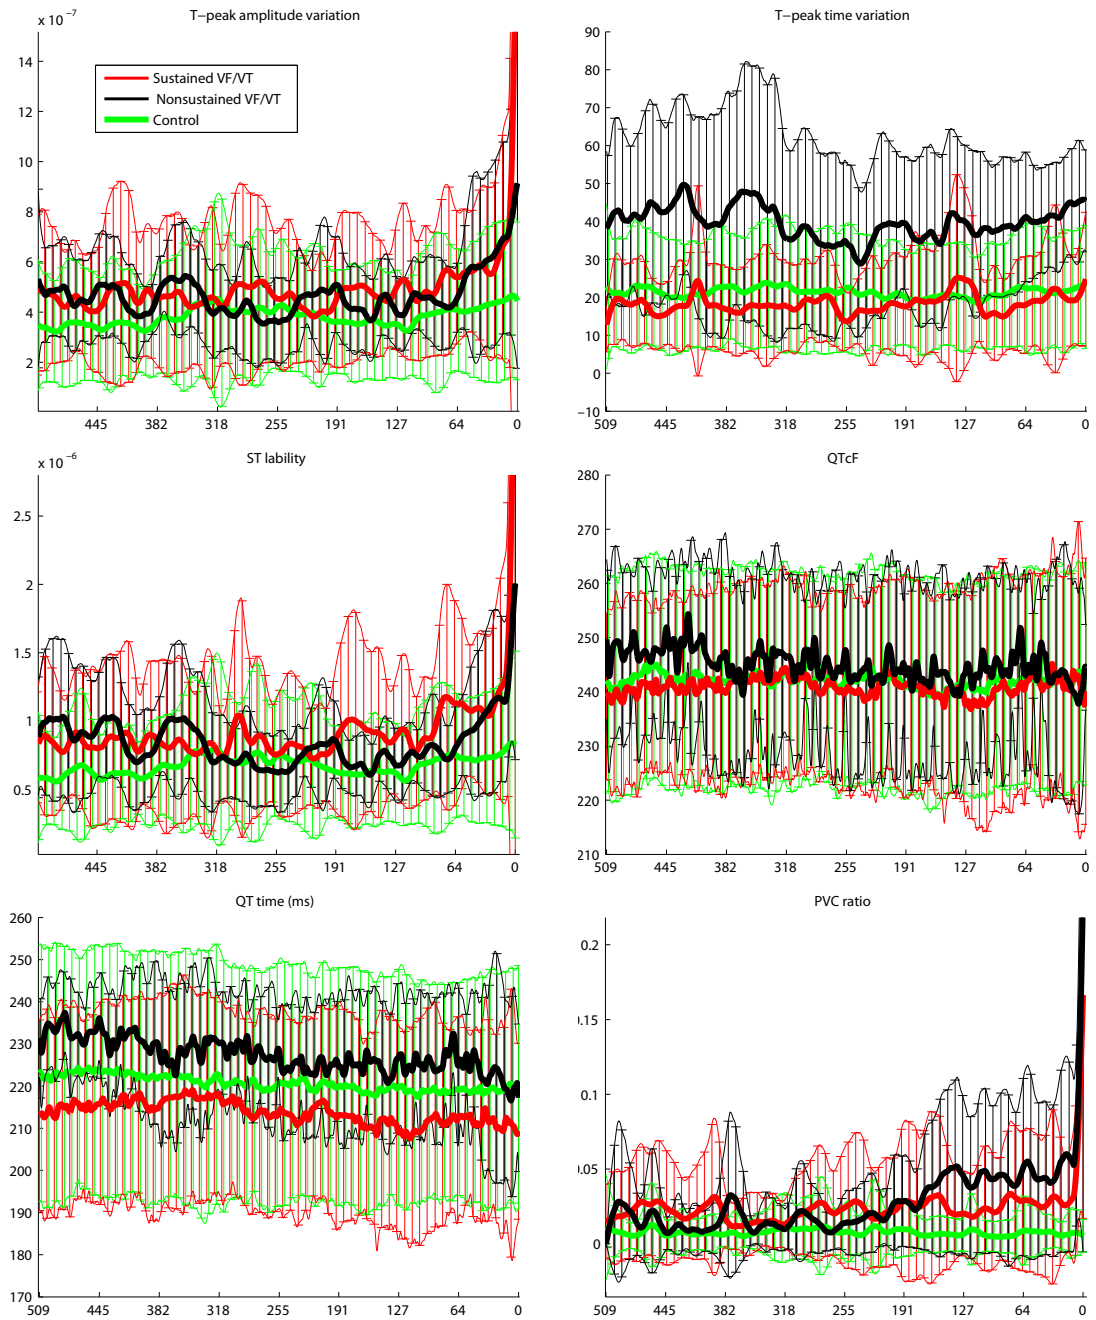 T−peak amplitude variation
x 10 −7
14
12
10
8
6
4
2
445 382 318 255 191 127 64 0
Sustained VF/VT
Nonsustained VF/VT
Control
T−peak time variation
90
80
70
60
50
40
30
20
10
0
−10
509 445 382 318 255 191 127 64 0
ST lability
x 10 −6
2.5
2
1.5
1
0.5
445 382 318 255 191 127 64 0
QTcF
280
270
260
250
240
230
220
210
509 445 382 318 255 191 127 64 0
QT time (ms)
260
250
240
230
220
210
200
190
180
170
509 445 382 318 255 191 127 64 0
PVC ratio
0.2
0.15
0.1
0.05
0
509 445 382 318 255 191 127 64 0